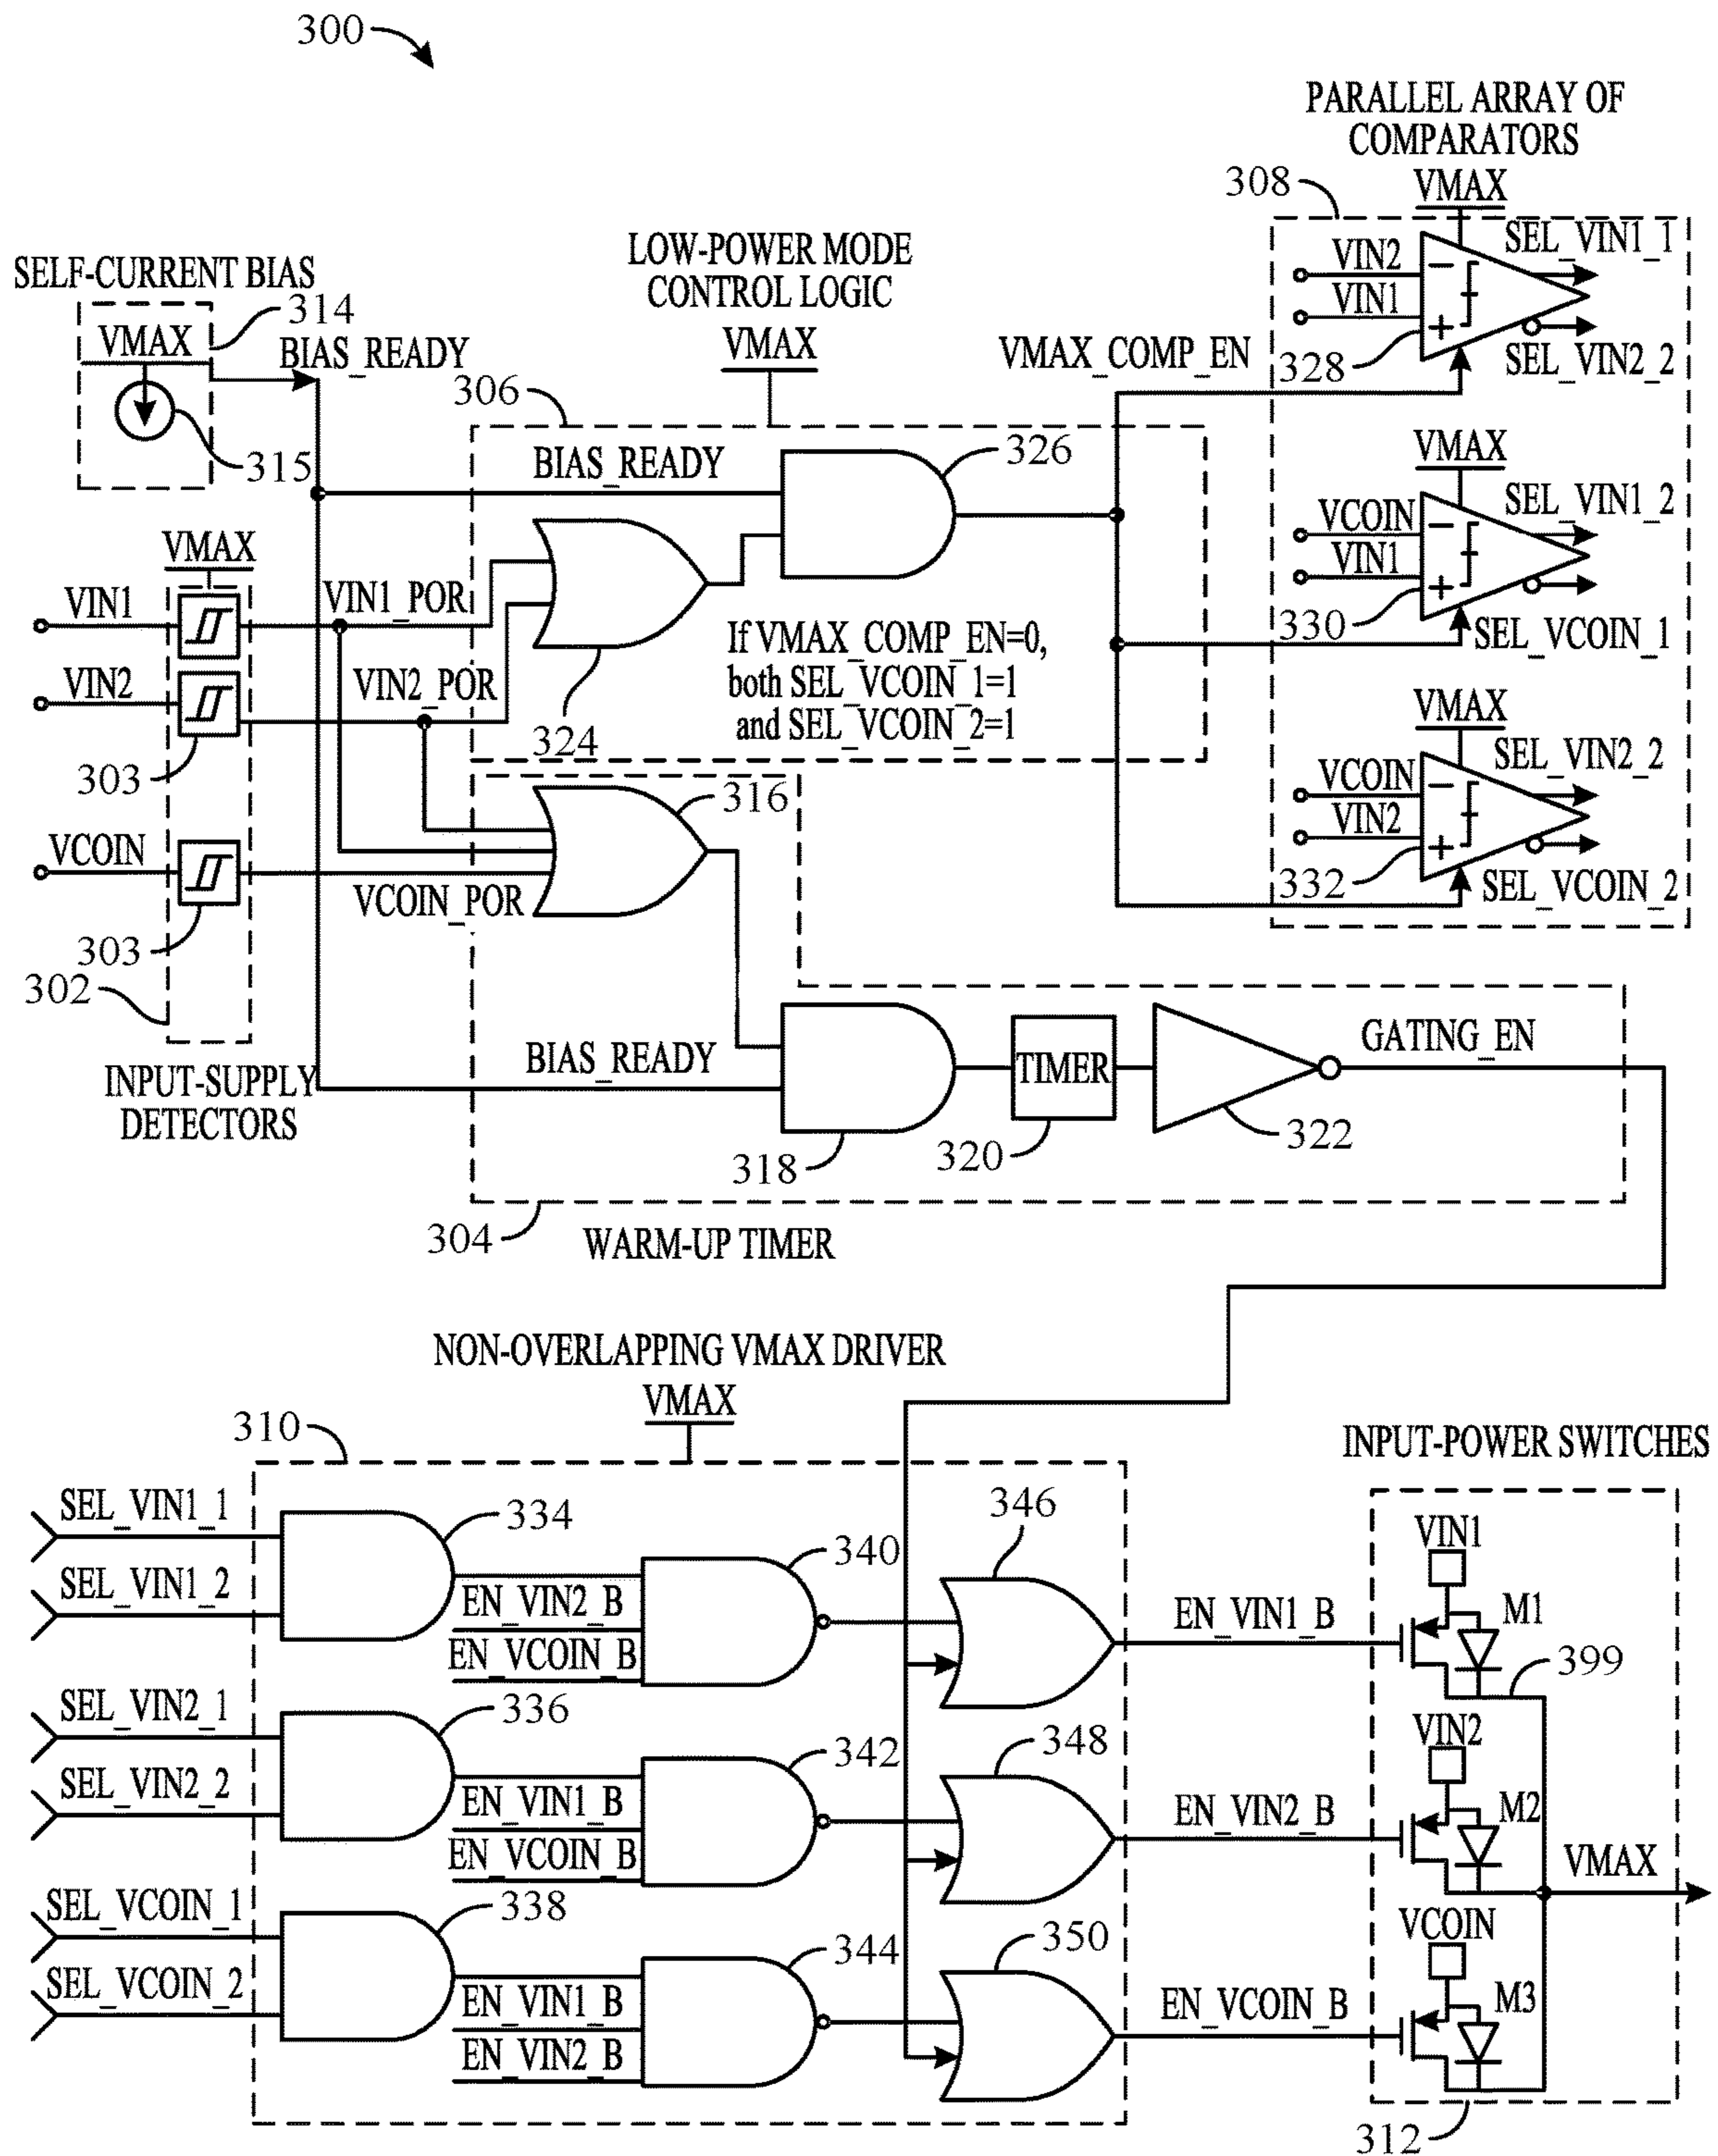 300
PARALLEL ARRAY OF
COMPARATORS
308
VMAX
VIN2
VIN1
SEL_VIN1_1
SEL_VIN2_2
328
LOW-POWER MODE
CONTROL LOGIC
VMAX
SELF-CURRENT BIAS
314
VMAX
BIAS_READY
315
306
VMAX_COMP_EN
BIAS_READY
326
VMAX
VCOIN
VIN1
SEL_VIN1_2
330
SEL_VCOIN_1
VMAX
VIN1
VIN1_POR
VIN2
VIN2_POR
303
324
If VMAX_COMP_EN=0,
both SEL_VCOIN_1=1
and SEL_VCOIN_2=1
VMAX
VCOIN
VIN2
SEL_VIN2_2
332
SEL_VCOIN_2
316
VCOIN
VCOIN_POR
303
302
INPUT-SUPPLY
DETECTORS
BIAS_READY
TIMER
GATING_EN
318
320
322
304
WARM-UP TIMER
NON-OVERLAPPING VMAX DRIVER
VMAX
310
INPUT-POWER SWITCHES
SEL_VIN1_1
SEL_VIN1_2
334
EN_VIN2_B
EN_VCOIN_B
340
346
EN_VIN1_B
VIN1
M1
399
SEL_VIN2_1
SEL_VIN2_2
336
EN_VIN1_B
EN_VCOIN_B
342
348
EN_VIN2_B
VIN2
M2
VMAX
SEL_VCOIN_1
SEL_VCOIN_2
338
EN_VIN1_B
EN_VIN2_B
344
350
EN_VCOIN_B
VCOIN
M3
312